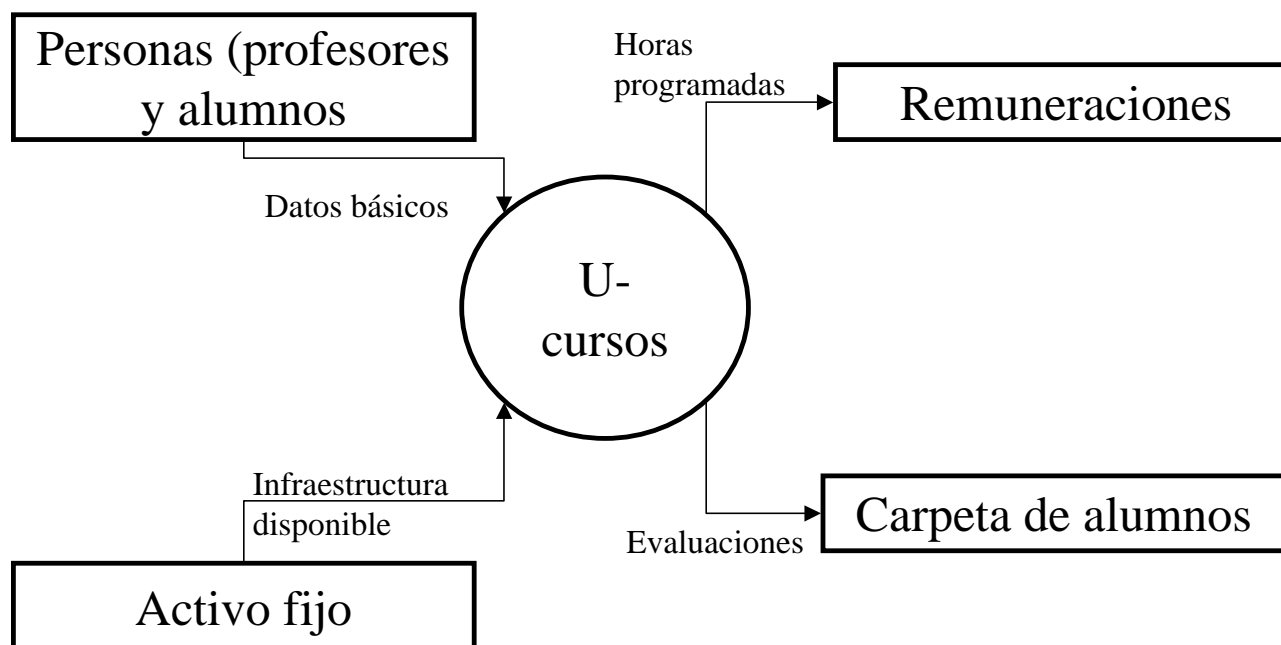 Personas (profesores
y alumnos
Horas
programadas
Remuneraciones
Datos básicos
U-
cursos
Infraestructura
disponible
Evaluaciones
Carpeta de alumnos
Activo fijo